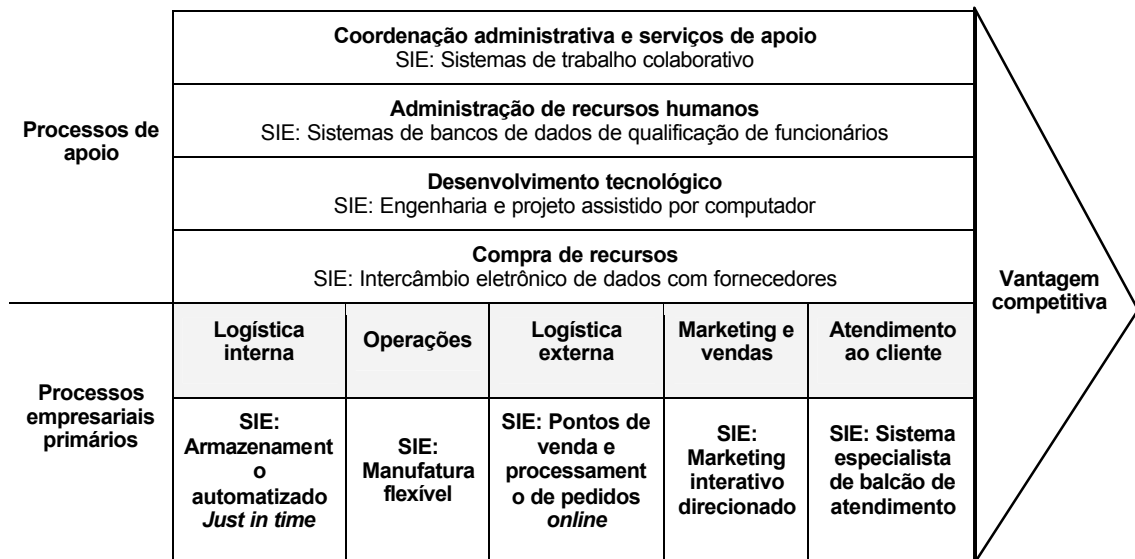 Processos de
apoio
Coordenação administrativa e serviços de apoio
SIE: Sistemas de trabalho colaborativo
Administração de recursos humanos
SIE: Sistemas de bancos de dados de qualificação de funcionários
Desenvolvimento tecnológico
SIE: Engenharia e projeto assistido por computador
Compra de recursos
SIE: Intercâmbio eletrônico de dados com fornecedores
Processos
empresariais
primários
Logística
interna
Operações
Logística
externa
Marketing e
vendas
Atendimento
ao cliente
SIE:
Armazenament
o
automatizado
Just in time
SIE:
Manufatura
flexível
SIE: Pontos de
venda e
processament
o de pedidos
online
SIE:
Marketing
interativo
direcionado
SIE: Sistema
especialista
de balcão de
atendimento
Vantagem
competitiva